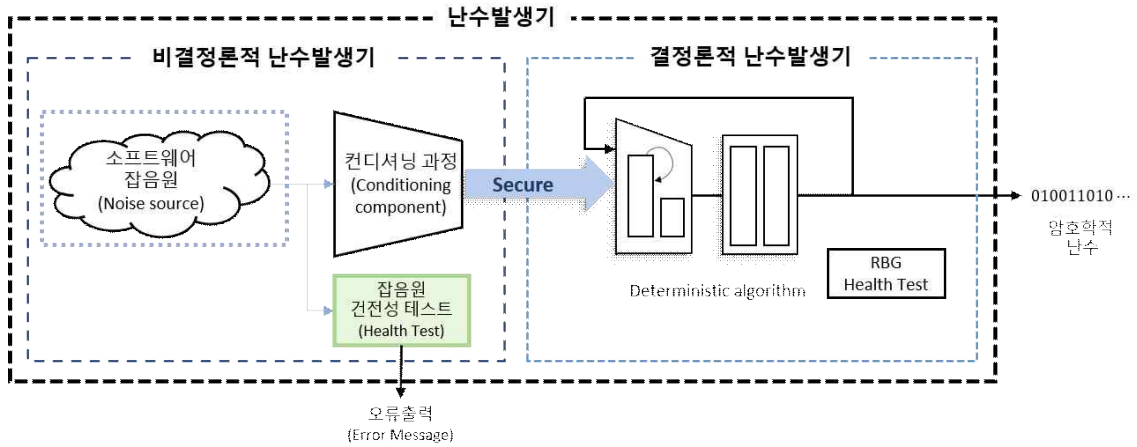 난수발생기
비결정론적 난수발생기
결정론적 난수발생기
소프트웨어
잡음원
(Noise source)
컨디셔닝 과정
(Conditioning
component)
Secure
010011010 ···
암호학적
난수
Deterministic algorithm
RBG
Health Test
잡음원
건전성 테스트
(Health Test)
오류출력
(Error Message)